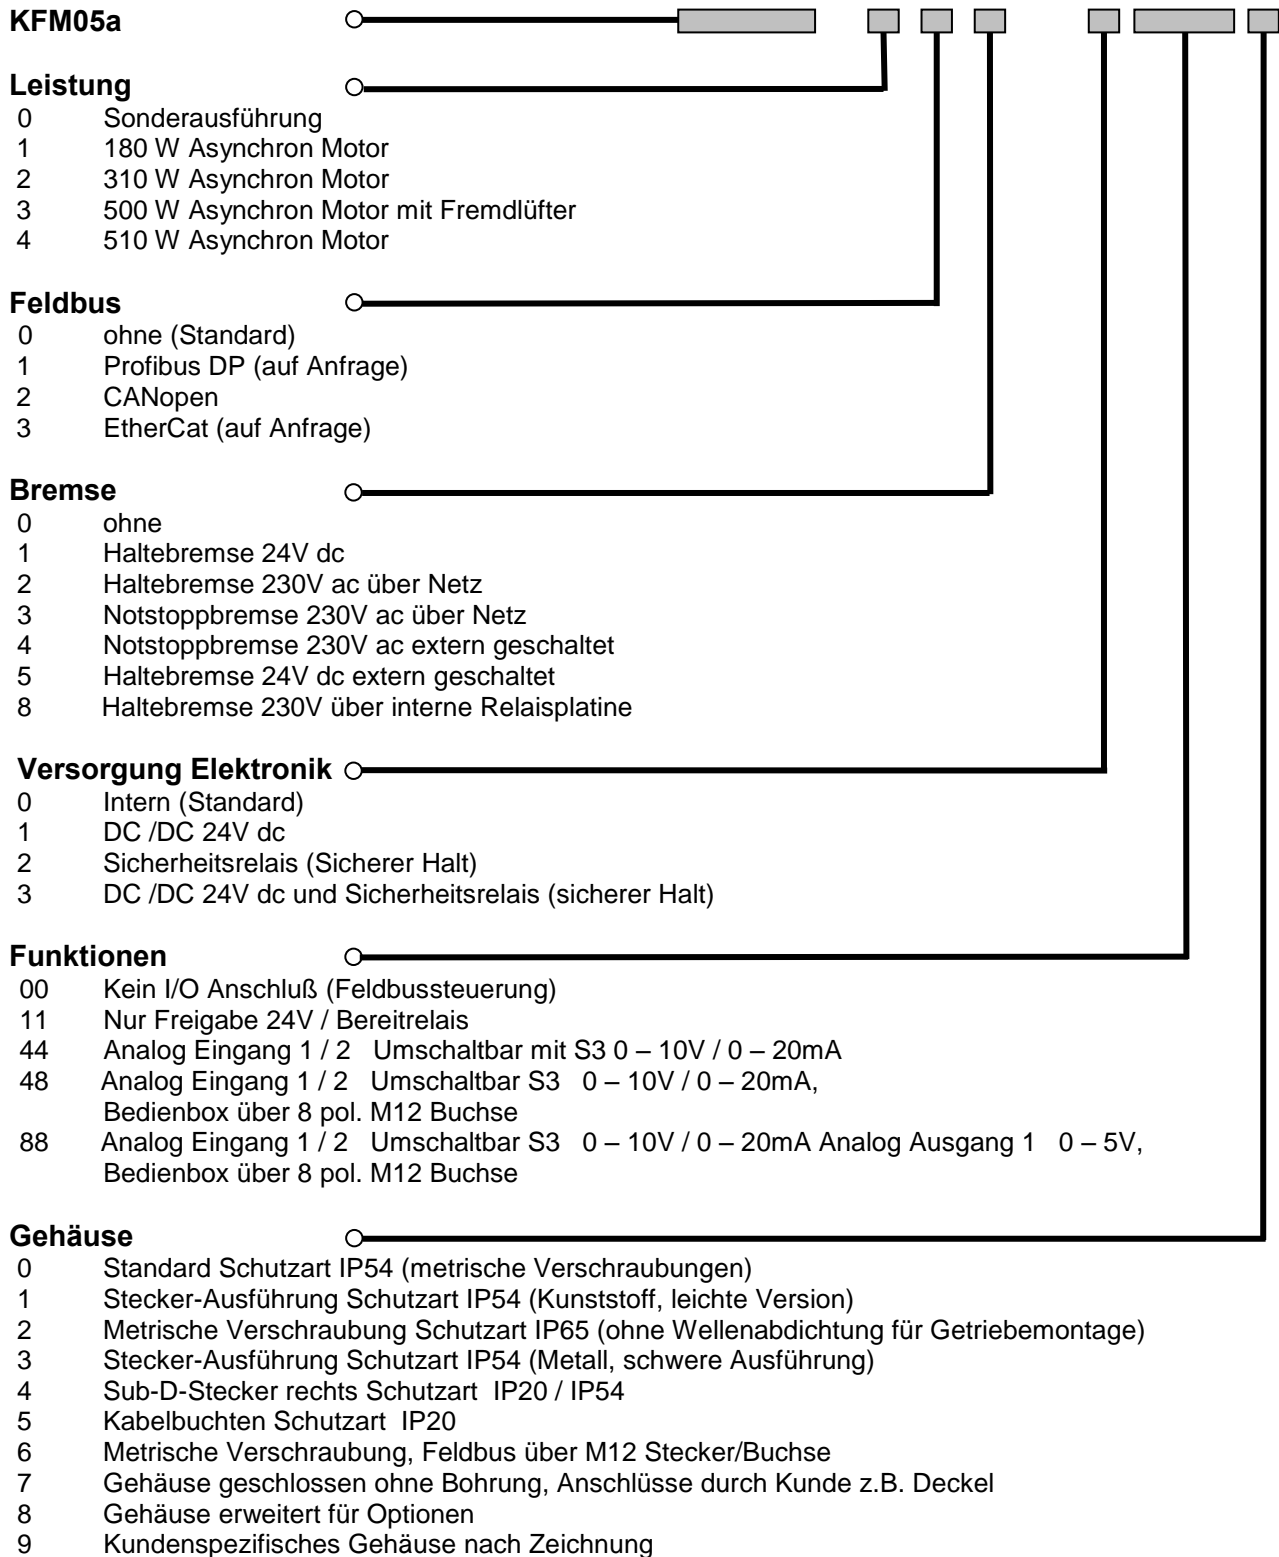 KFM05a
Leistung
0 Sonderausführung
1 180 W Asynchron Motor
2 310 W Asynchron Motor
3 500 W Asynchron Motor mit Fremdlüfter
4 510 W Asynchron Motor
Feldbus
0 ohne (Standard)
1 Profibus DP (auf Anfrage)
2 CANopen
3 EtherCat (auf Anfrage)
Bremse
0 ohne
1 Haltebremse 24V dc
2 Haltebremse 230V ac über Netz
3 Notstoppbremse 230V ac über Netz
4 Notstoppbremse 230V ac extern geschaltet
5 Haltebremse 24V dc extern geschaltet
8 Haltebremse 230V über interne Relaisplatine
Versorgung Elektronik
0 Intern (Standard)
1 DC /DC 24V dc
2 Sicherheitsrelais (Sicherer Halt)
3 DC /DC 24V dc und Sicherheitsrelais (sicherer Halt)
Funktionen
00 Kein I/O Anschluß (Feldbussteuerung)
11 Nur Freigabe 24V / Bereitrelais
44 Analog Eingang 1 / 2 Umschaltbar mit S3 0 – 10V / 0 – 20mA
48 Analog Eingang 1 / 2 Umschaltbar S3 0 – 10V / 0 – 20mA,
Bedienbox über 8 pol. M12 Buchse
88 Analog Eingang 1 / 2 Umschaltbar S3 0 – 10V / 0 – 20mA Analog Ausgang 1 0 – 5V,
Bedienbox über 8 pol. M12 Buchse
Gehäuse
0 Standard Schutzart IP54 (metrische Verschraubungen)
1 Stecker-Ausführung Schutzart IP54 (Kunststoff, leichte Version)
2 Metrische Verschraubung Schutzart IP65 (ohne Wellenabdichtung für Getriebemontage)
3 Stecker-Ausführung Schutzart IP54 (Metall, schwere Ausführung)
4 Sub-D-Stecker rechts Schutzart IP20 / IP54
5 Kabelbuchten Schutzart IP20
6 Metrische Verschraubung, Feldbus über M12 Stecker/Buchse
7 Gehäuse geschlossen ohne Bohrung, Anschlüsse durch Kunde z.B. Deckel
8 Gehäuse erweitert für Optionen
9 Kundenspezifisches Gehäuse nach Zeichnung